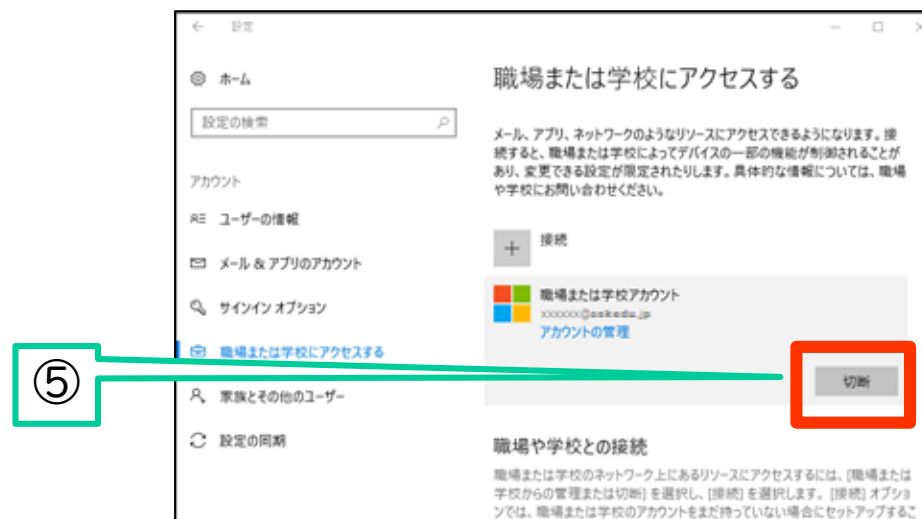 ← 設定
ホーム
設定の検索
アカウント
ユーザーの情報
メール & アプリのアカウント
サインイン オプション
職場または学校にアクセスする
家族とその他のユーザー
設定の同期
⑤
職場または学校にアクセスする
メール、アプリ、ネットワークのようなリソースにアクセスできるようになります。接
続すると、職場または学校によってデバイスの一部の機能が制御されることが
あり、変更できる設定が限定されたりします。具体的な情報については、職場
や学校にお問い合わせください。
接続
職場または学校アカウント
アカウントの管理
切断
職場や学校との接続
職場または学校のネットワーク上にあるリソースにアクセスするには、[職場または
学校からの管理または切断] を選択し、[接続] を選択します。[接続] オプショ
ンでは、職場または学校のアカウントをまだ持っていない場合にセットアップするこ